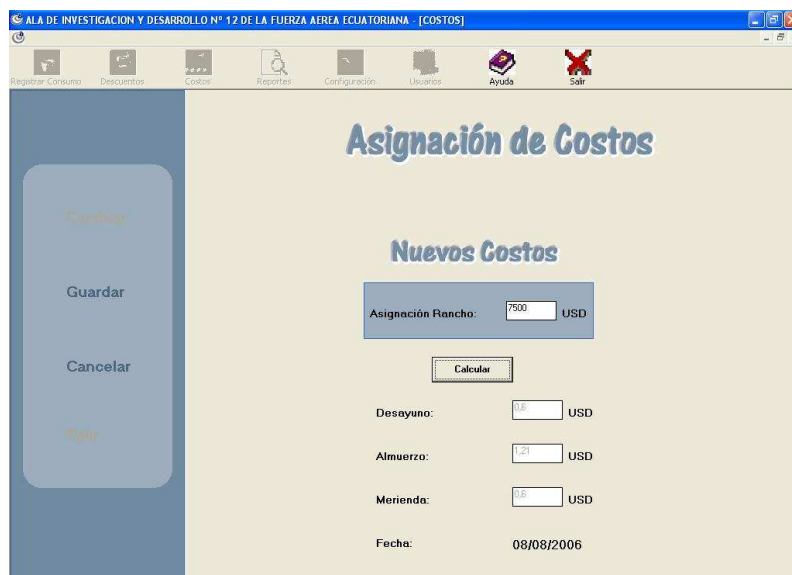 ALA DE INVESTIGACION Y DESARROLLO Nº 12 DE LA FUERZA AEREA ECUATORIANA - [COSTOS]
Registrar Consumo Descuentos Costos Reportes Configuración Usuarios Ayuda Salir
Asignación de Costos
Cambiar
Nuevos Costos
Guardar
Asignación Rancho: 7500 USD
Cancelar
Calcular
Desayuno: 0,6 USD
Salir
Almuerzo: 1,21 USD
Merienda: 0,6 USD
Fecha: 08/08/2006